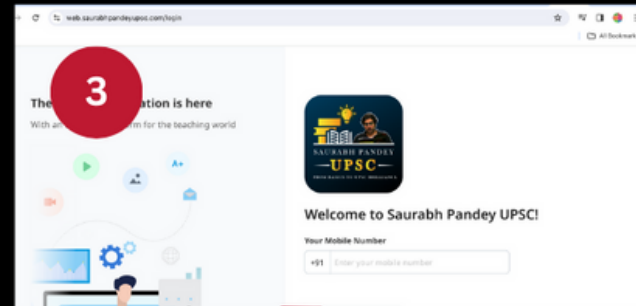 web.saurabhpandeyupsc.com/login
All Bookmarks
3
The
ation is here
With an
rm for the teaching world
A+
SAURABH PANDEY
UPSC
Welcome to Saurabh Pandey UPSC!
Your Mobile Number
+91 Enter your mobile number